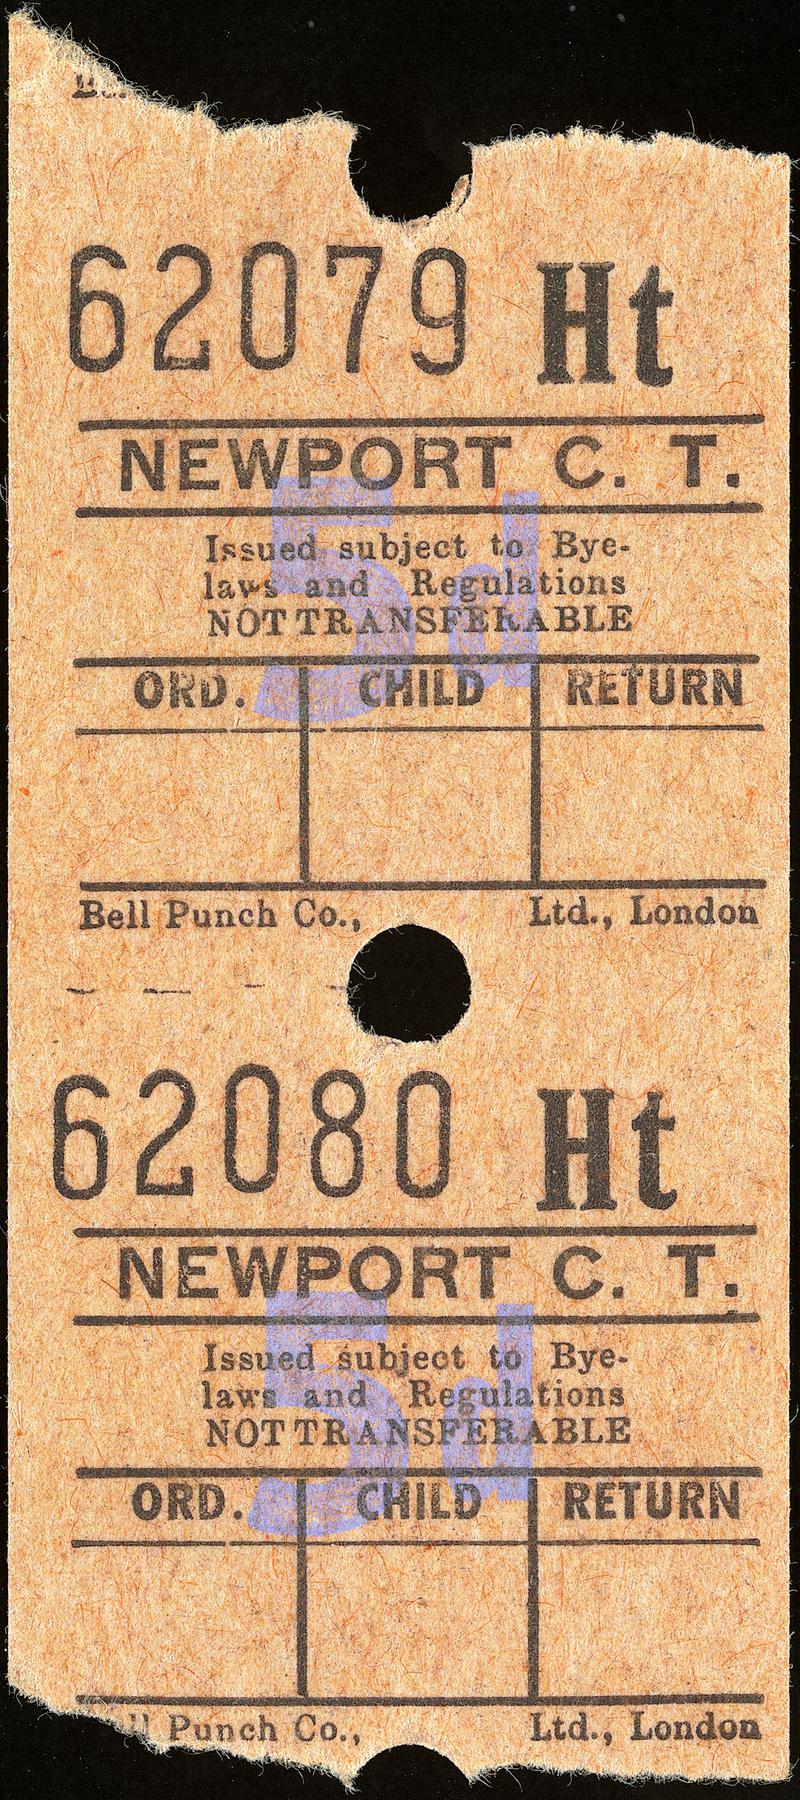 62079 Ht
NEWPORT C. T.
5d
Issued subject to Bye-
laws and Regulations
NOT TRANSFERABLE
ORD. CHILD RETURN
Bell Punch Co., Ltd., London
62080 Ht
NEWPORT C. T.
5d
Issued subject to Bye-
laws and Regulations
NOT TRANSFERABLE
ORD. CHILD RETURN
Punch Co., Ltd., London